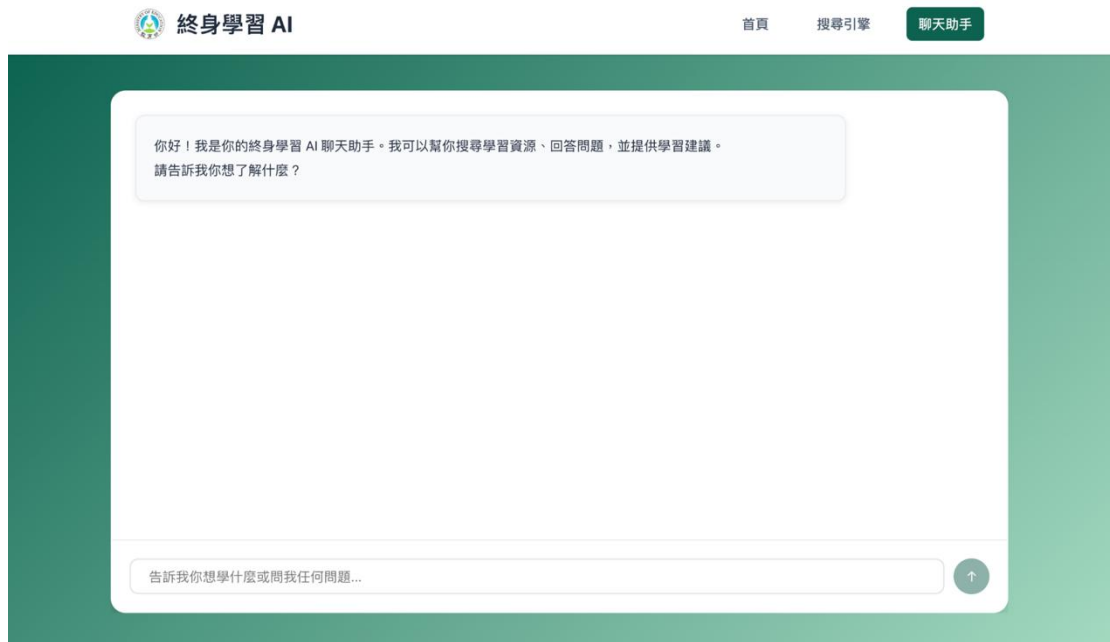 終身學習 AI
首頁
搜尋引擎
聊天助手
你好！我是你的終身學習 AI 聊天助手。我可以幫你搜尋學習資源、回答問題，並提供學習建議。
請告訴我你想了解什麼？
告訴我你想學什麼或問我任何問題...